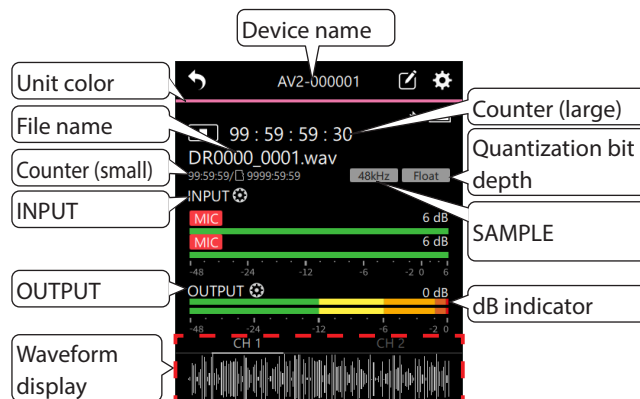 Device name
Unit color
AV2-000001
File name
Counter (large)
99 : 59 : 59 : 30
DR0000_0001.wav
Counter (small)
99:59:59/ 9999:59:59
48kHz
Float
Quantization bit
depth
INPUT
INPUT
MIC
6 dB
SAMPLE
MIC
6 dB
-48 -24 -12 -6 -2 0 6
OUTPUT
OUTPUT
0 dB
dB indicator
-48 -24 -12 -6 -2 0
CH 1
CH 2
Waveform
display